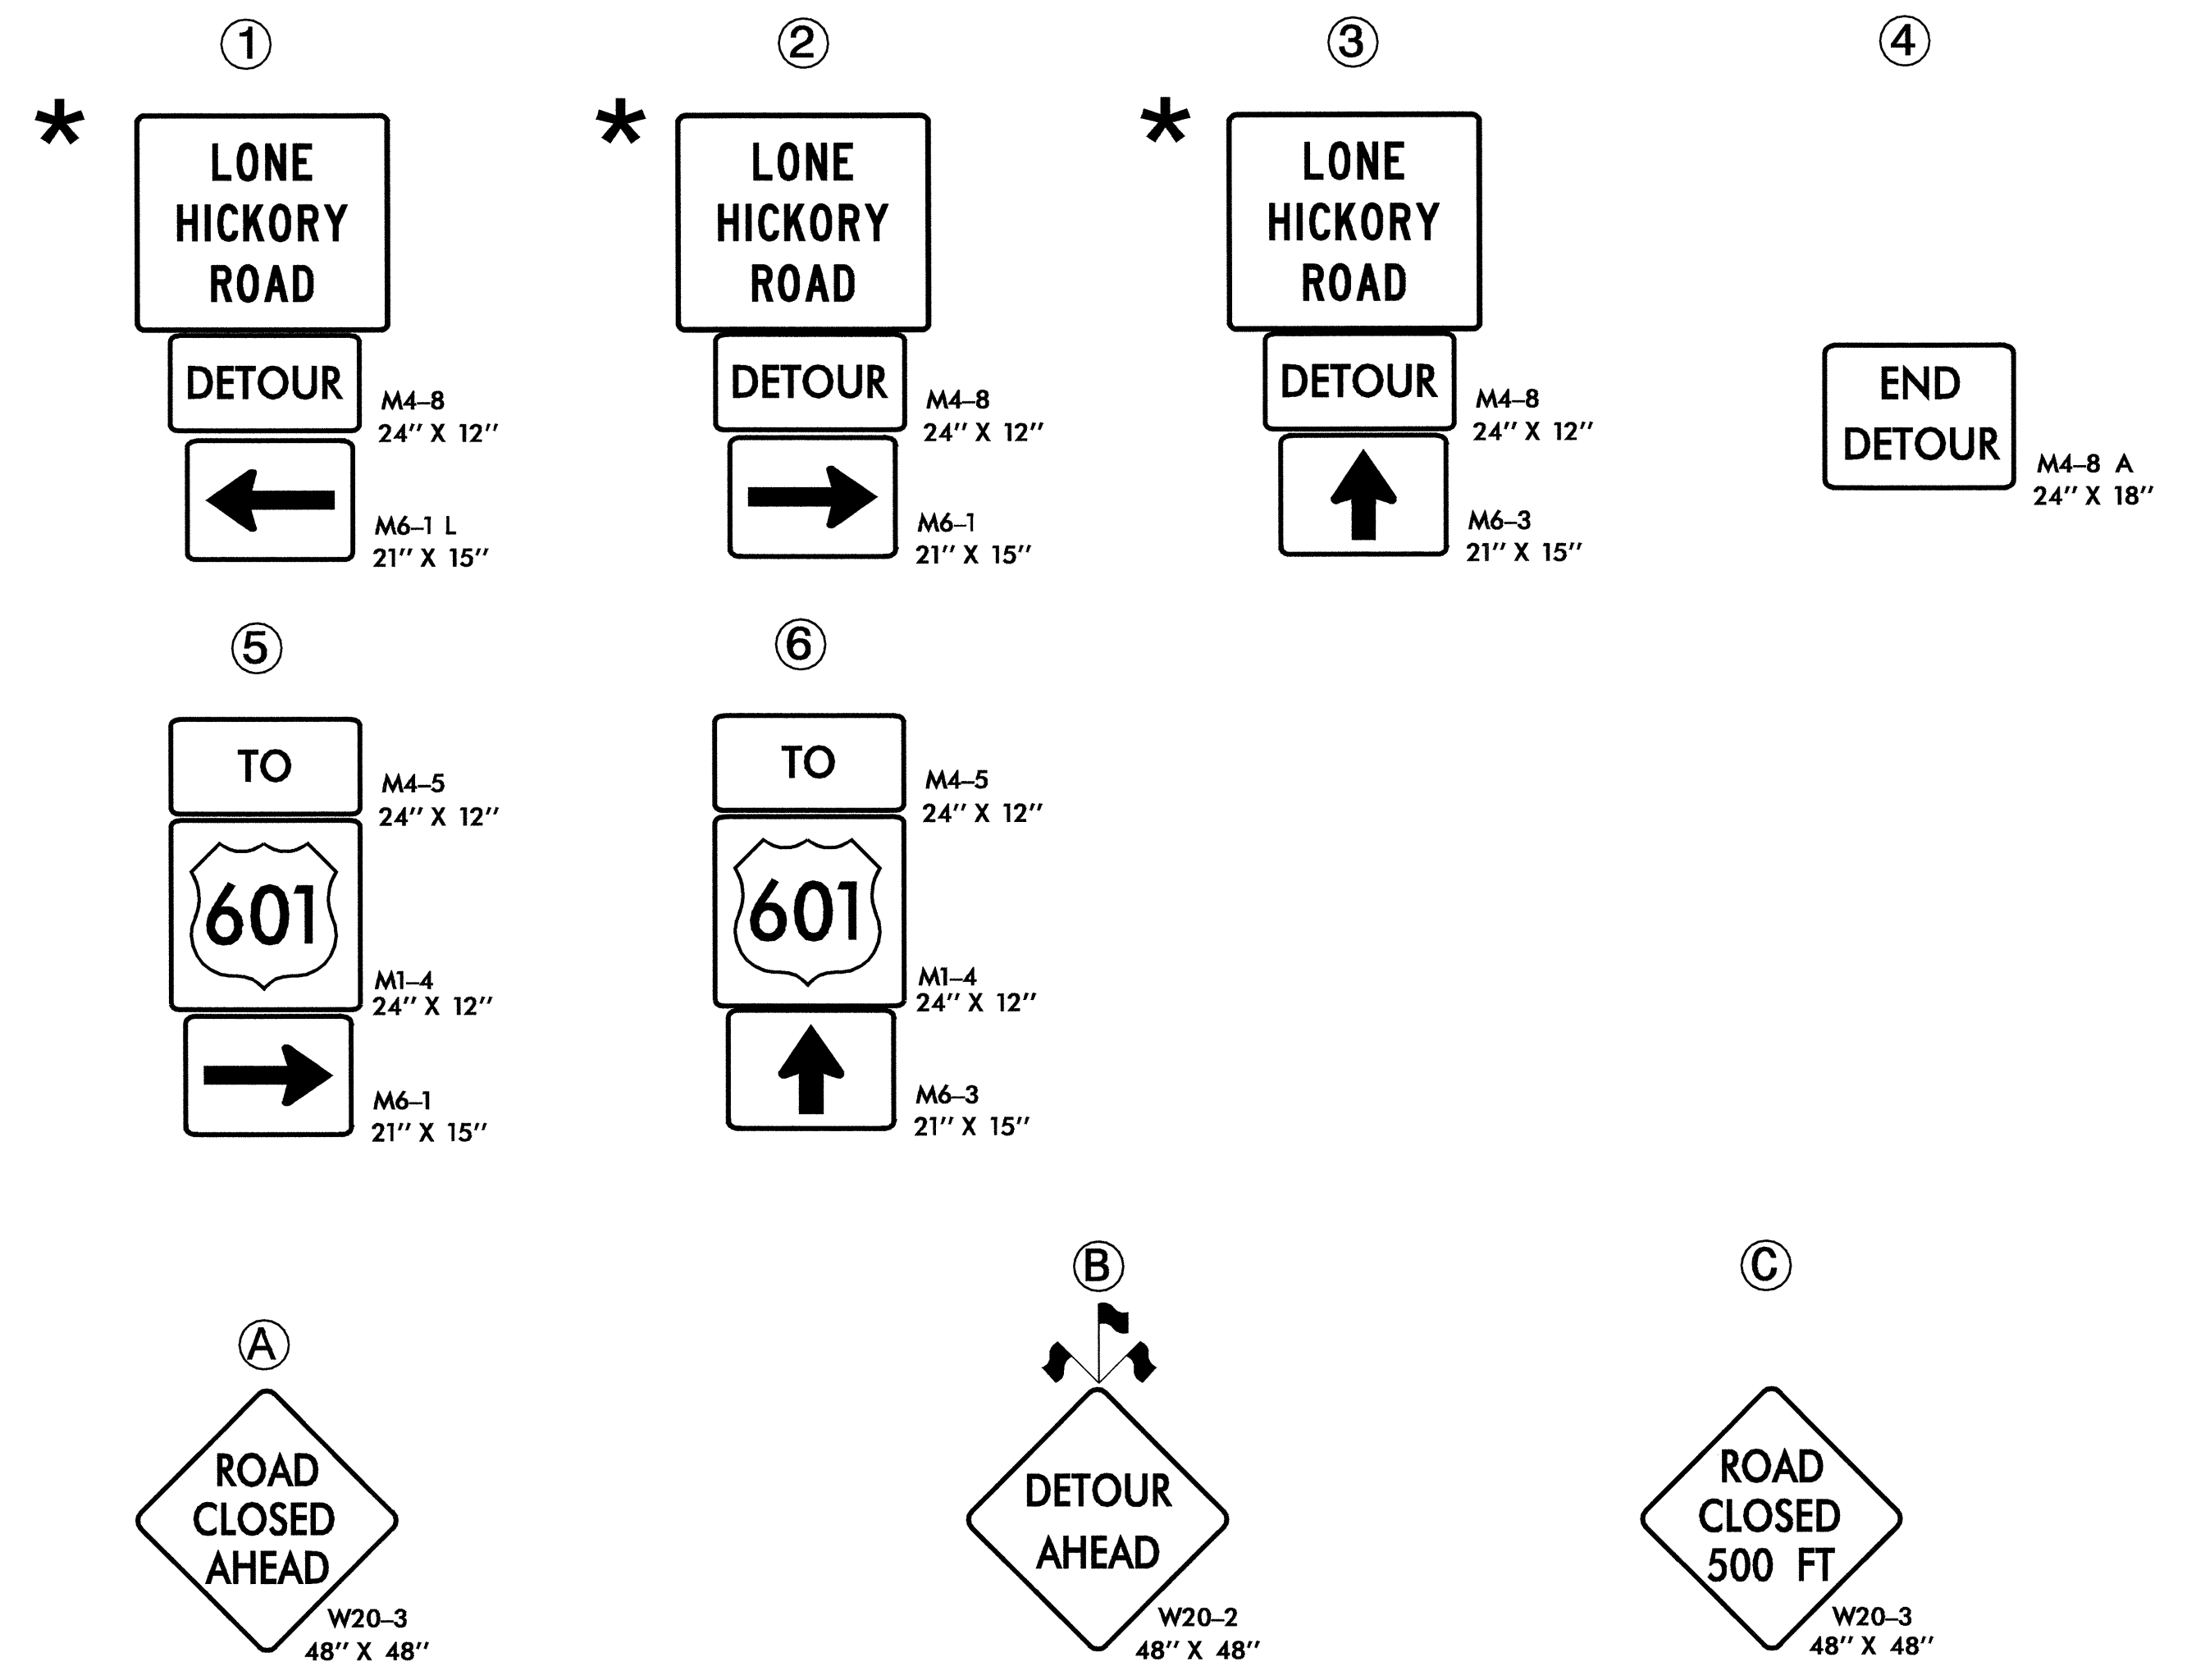 1
2
3
4
*
LONE
HICKORY
ROAD
DETOUR
M4-8
24" X 12"
M6-1 L
21" X 15"
*
LONE
HICKORY
ROAD
DETOUR
M4-8
24" X 12"
M6-1
21" X 15"
*
LONE
HICKORY
ROAD
DETOUR
M4-8
24" X 12"
M6-3
21" X 15"
END
DETOUR
M4-8 A
24" X 18"
5
6
TO
M4-5
24" X 12"
601
M1-4
24" X 12"
M6-1
21" X 15"
TO
M4-5
24" X 12"
601
M1-4
24" X 12"
M6-3
21" X 15"
A
ROAD
CLOSED
AHEAD
W20-3
48" X 48"
B
DETOUR
AHEAD
W20-2
48" X 48"
C
ROAD
CLOSED
500 FT
W20-3
48" X 48"